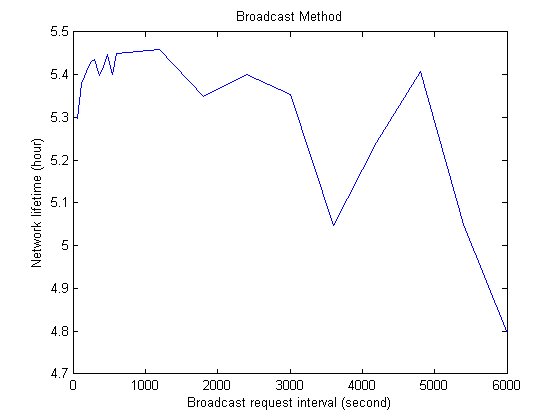 Broadcast Method
5.5
5.4
5.3
5.2
5.1
5
4.9
4.8
4.7
Network lifetime (hour)
0 1000 2000 3000 4000 5000 6000
Broadcast request interval (second)